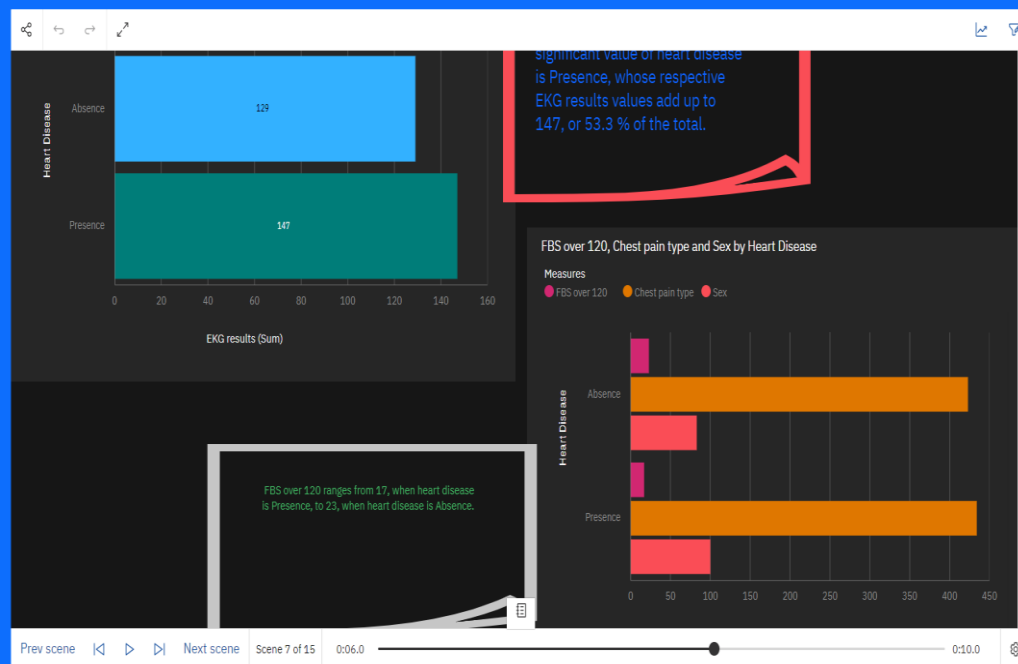 significant value of heart disease
is Presence, whose respective
EKG results values add up to
147, or 53.3 % of the total.
Heart Disease
Absence
129
Presence
147
0 20 40 60 80 100 120 140 160
EKG results (Sum)
FBS over 120, Chest pain type and Sex by Heart Disease
Measures
FBS over 120 Chest pain type Sex
Heart Disease
Absence
Presence
0 50 100 150 200 250 300 350 400 450
FBS over 120 ranges from 17, when heart disease
is Presence, to 23, when heart disease is Absence.
Prev scene Next scene Scene 7 of 15 0:06.0 0:10.0